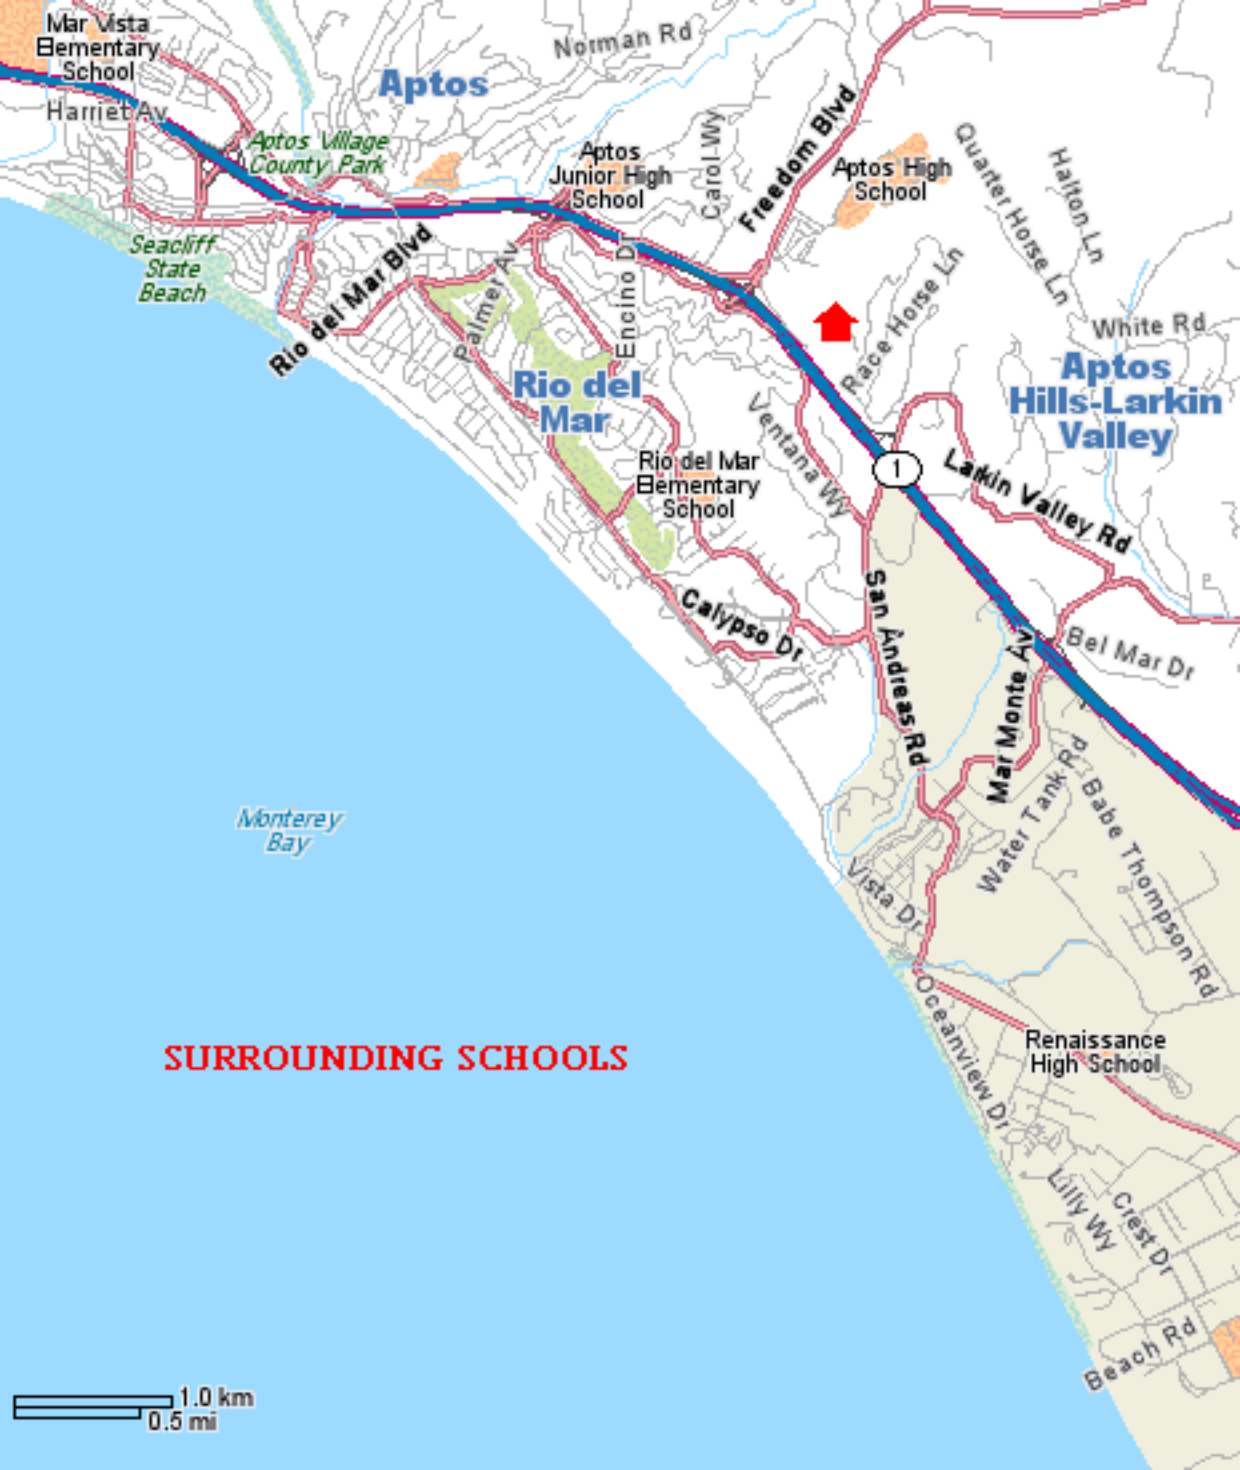 Mar Vista
Elementary
School
Harriet Av
Aptos
Norman Rd
Aptos Village
County Park
Aptos
Junior High
School
Carol Wy
Freedom Blvd
Aptos High
School
Quarter Horse Ln
Halton Ln
Seacliff
State
Beach
Rio del Mar Blvd
Palmer Av
Encino Dr
Race Horse Ln
White Rd
Aptos
Hills-Larkin
Valley
Rio del
Mar
Ventana Wy
Rio del Mar
Elementary
School
1
Larkin Valley Rd
San Andreas Rd
Calypso Dr
Bel Mar Dr
Mar Monte Av
Water Tank Rd
Babe Thompson Rd
Monterey
Bay
Vista Dr
Oceanview Dr
Renaissance
High School
SURROUNDING SCHOOLS
Lilly Wy
Crest Dr
Beach Rd
1.0 km
0.5 mi